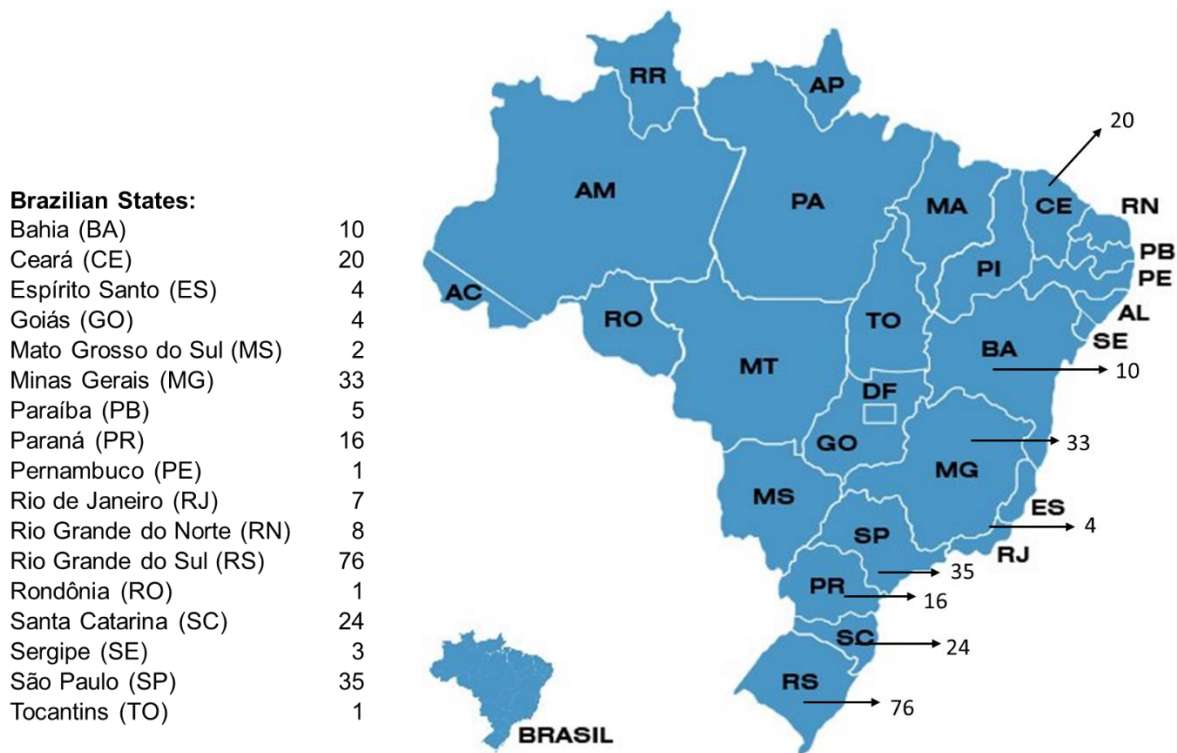 Brazilian States:
Bahia (BA) 10
Ceará (CE) 20
Espírito Santo (ES) 4
Goiás (GO) 4
Mato Grosso do Sul (MS) 2
Minas Gerais (MG) 33
Paraíba (PB) 5
Paraná (PR) 16
Pernambuco (PE) 1
Rio de Janeiro (RJ) 7
Rio Grande do Norte (RN) 8
Rio Grande do Sul (RS) 76
Rondônia (RO) 1
Santa Catarina (SC) 24
Sergipe (SE) 3
São Paulo (SP) 35
Tocantins (TO) 1
RR
AP
20
AM
PA
MA
CE
RN
PB
PI
PE
AC
RO
TO
AL
SE
BA
MT
10
DF
GO
33
MG
MS
ES
SP
4
RJ
35
PR
16
SC
24
RS
76
BRASIL